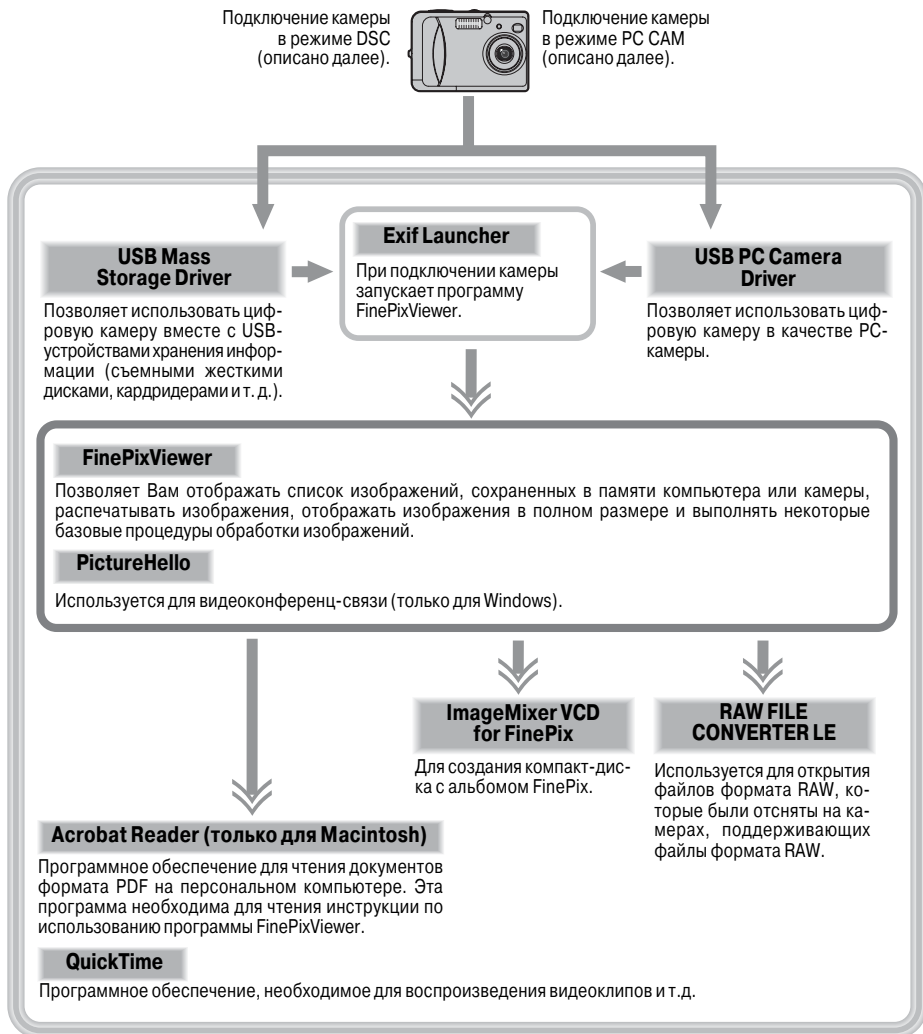 Подключение камеры
в режиме DSC
(описано далее).
Подключение камеры
в режиме PC CAM
(описано далее).
USB Mass
Storage Driver
Позволяет использовать циф-
ровую камеру вместе с USB-
устройствами хранения инфор-
мации (съемными жесткими
дисками, кардридерами и т. д.).
Exif Launcher
При подключении камеры
запускает программу
FinePixViewer.
USB PC Camera
Driver
Позволяет использовать циф-
ровую камеру в качестве PC-
камеры.
FinePixViewer
Позволяет Вам отображать список изображений, сохраненных в памяти компьютера или камеры,
распечатывать изображения, отображать изображения в полном размере и выполнять некоторые
базовые процедуры обработки изображений.
PictureHello
Используется для видеоконференц-связи (только для Windows).
ImageMixer VCD
for FinePix
Для создания компакт-дис-
ка с альбомом FinePix.
RAW FILE
CONVERTER LE
Используется для открытия
файлов формата RAW, ко-
торые были отсняты на ка-
мерах, поддерживающих
файлы формата RAW.
Acrobat Reader (только для Macintosh)
Программное обеспечение для чтения документов
формата PDF на персональном компьютере. Эта
программа необходима для чтения инструкции по
использованию программы FinePixViewer.
QuickTime
Программное обеспечение, необходимое для воспроизведения видеоклипов и т.д.